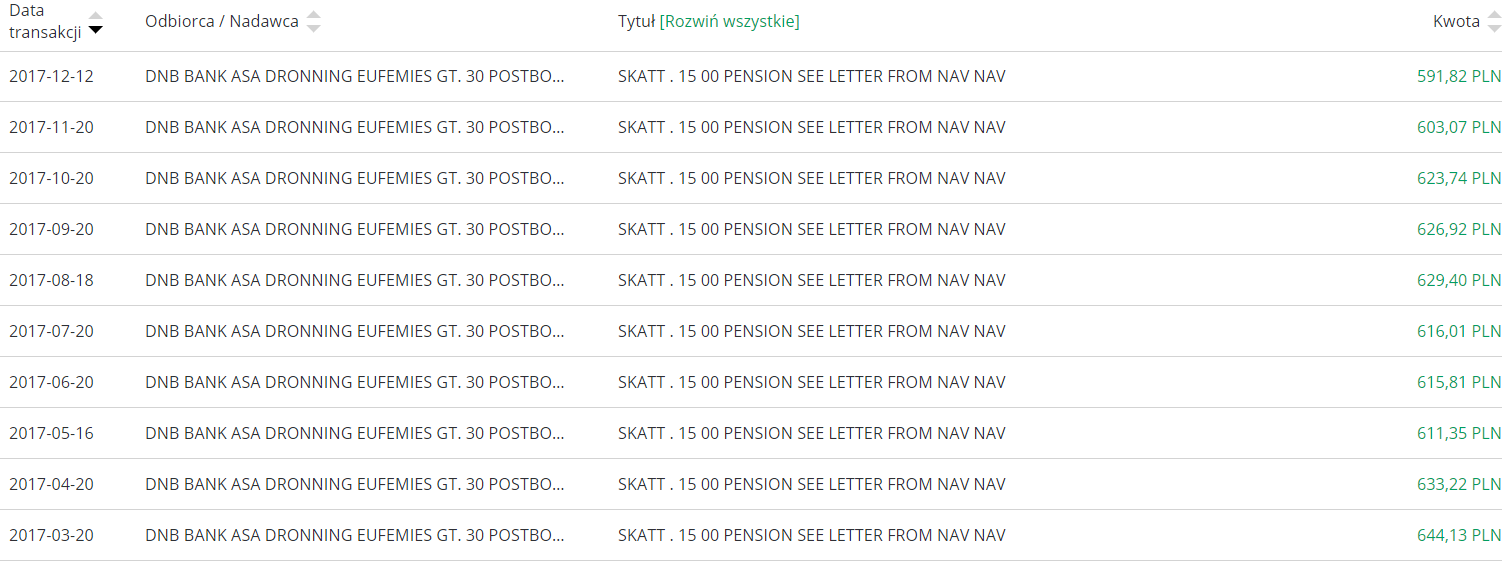 Data
transakcji
Odbiorca / Nadawca
Tytuł [Rozwiń wszystkie]
Kwota
2017-12-12 DNB BANK ASA DRONNING EUFEMIES GT. 30 POSTBO... SKATT . 15 00 PENSION SEE LETTER FROM NAV NAV 591,82 PLN
2017-11-20 DNB BANK ASA DRONNING EUFEMIES GT. 30 POSTBO... SKATT . 15 00 PENSION SEE LETTER FROM NAV NAV 603,07 PLN
2017-10-20 DNB BANK ASA DRONNING EUFEMIES GT. 30 POSTBO... SKATT . 15 00 PENSION SEE LETTER FROM NAV NAV 623,74 PLN
2017-09-20 DNB BANK ASA DRONNING EUFEMIES GT. 30 POSTBO... SKATT . 15 00 PENSION SEE LETTER FROM NAV NAV 626,92 PLN
2017-08-18 DNB BANK ASA DRONNING EUFEMIES GT. 30 POSTBO... SKATT . 15 00 PENSION SEE LETTER FROM NAV NAV 629,40 PLN
2017-07-20 DNB BANK ASA DRONNING EUFEMIES GT. 30 POSTBO... SKATT . 15 00 PENSION SEE LETTER FROM NAV NAV 616,01 PLN
2017-06-20 DNB BANK ASA DRONNING EUFEMIES GT. 30 POSTBO... SKATT . 15 00 PENSION SEE LETTER FROM NAV NAV 615,81 PLN
2017-05-16 DNB BANK ASA DRONNING EUFEMIES GT. 30 POSTBO... SKATT . 15 00 PENSION SEE LETTER FROM NAV NAV 611,35 PLN
2017-04-20 DNB BANK ASA DRONNING EUFEMIES GT. 30 POSTBO... SKATT . 15 00 PENSION SEE LETTER FROM NAV NAV 633,22 PLN
2017-03-20 DNB BANK ASA DRONNING EUFEMIES GT. 30 POSTBO... SKATT . 15 00 PENSION SEE LETTER FROM NAV NAV 644,13 PLN